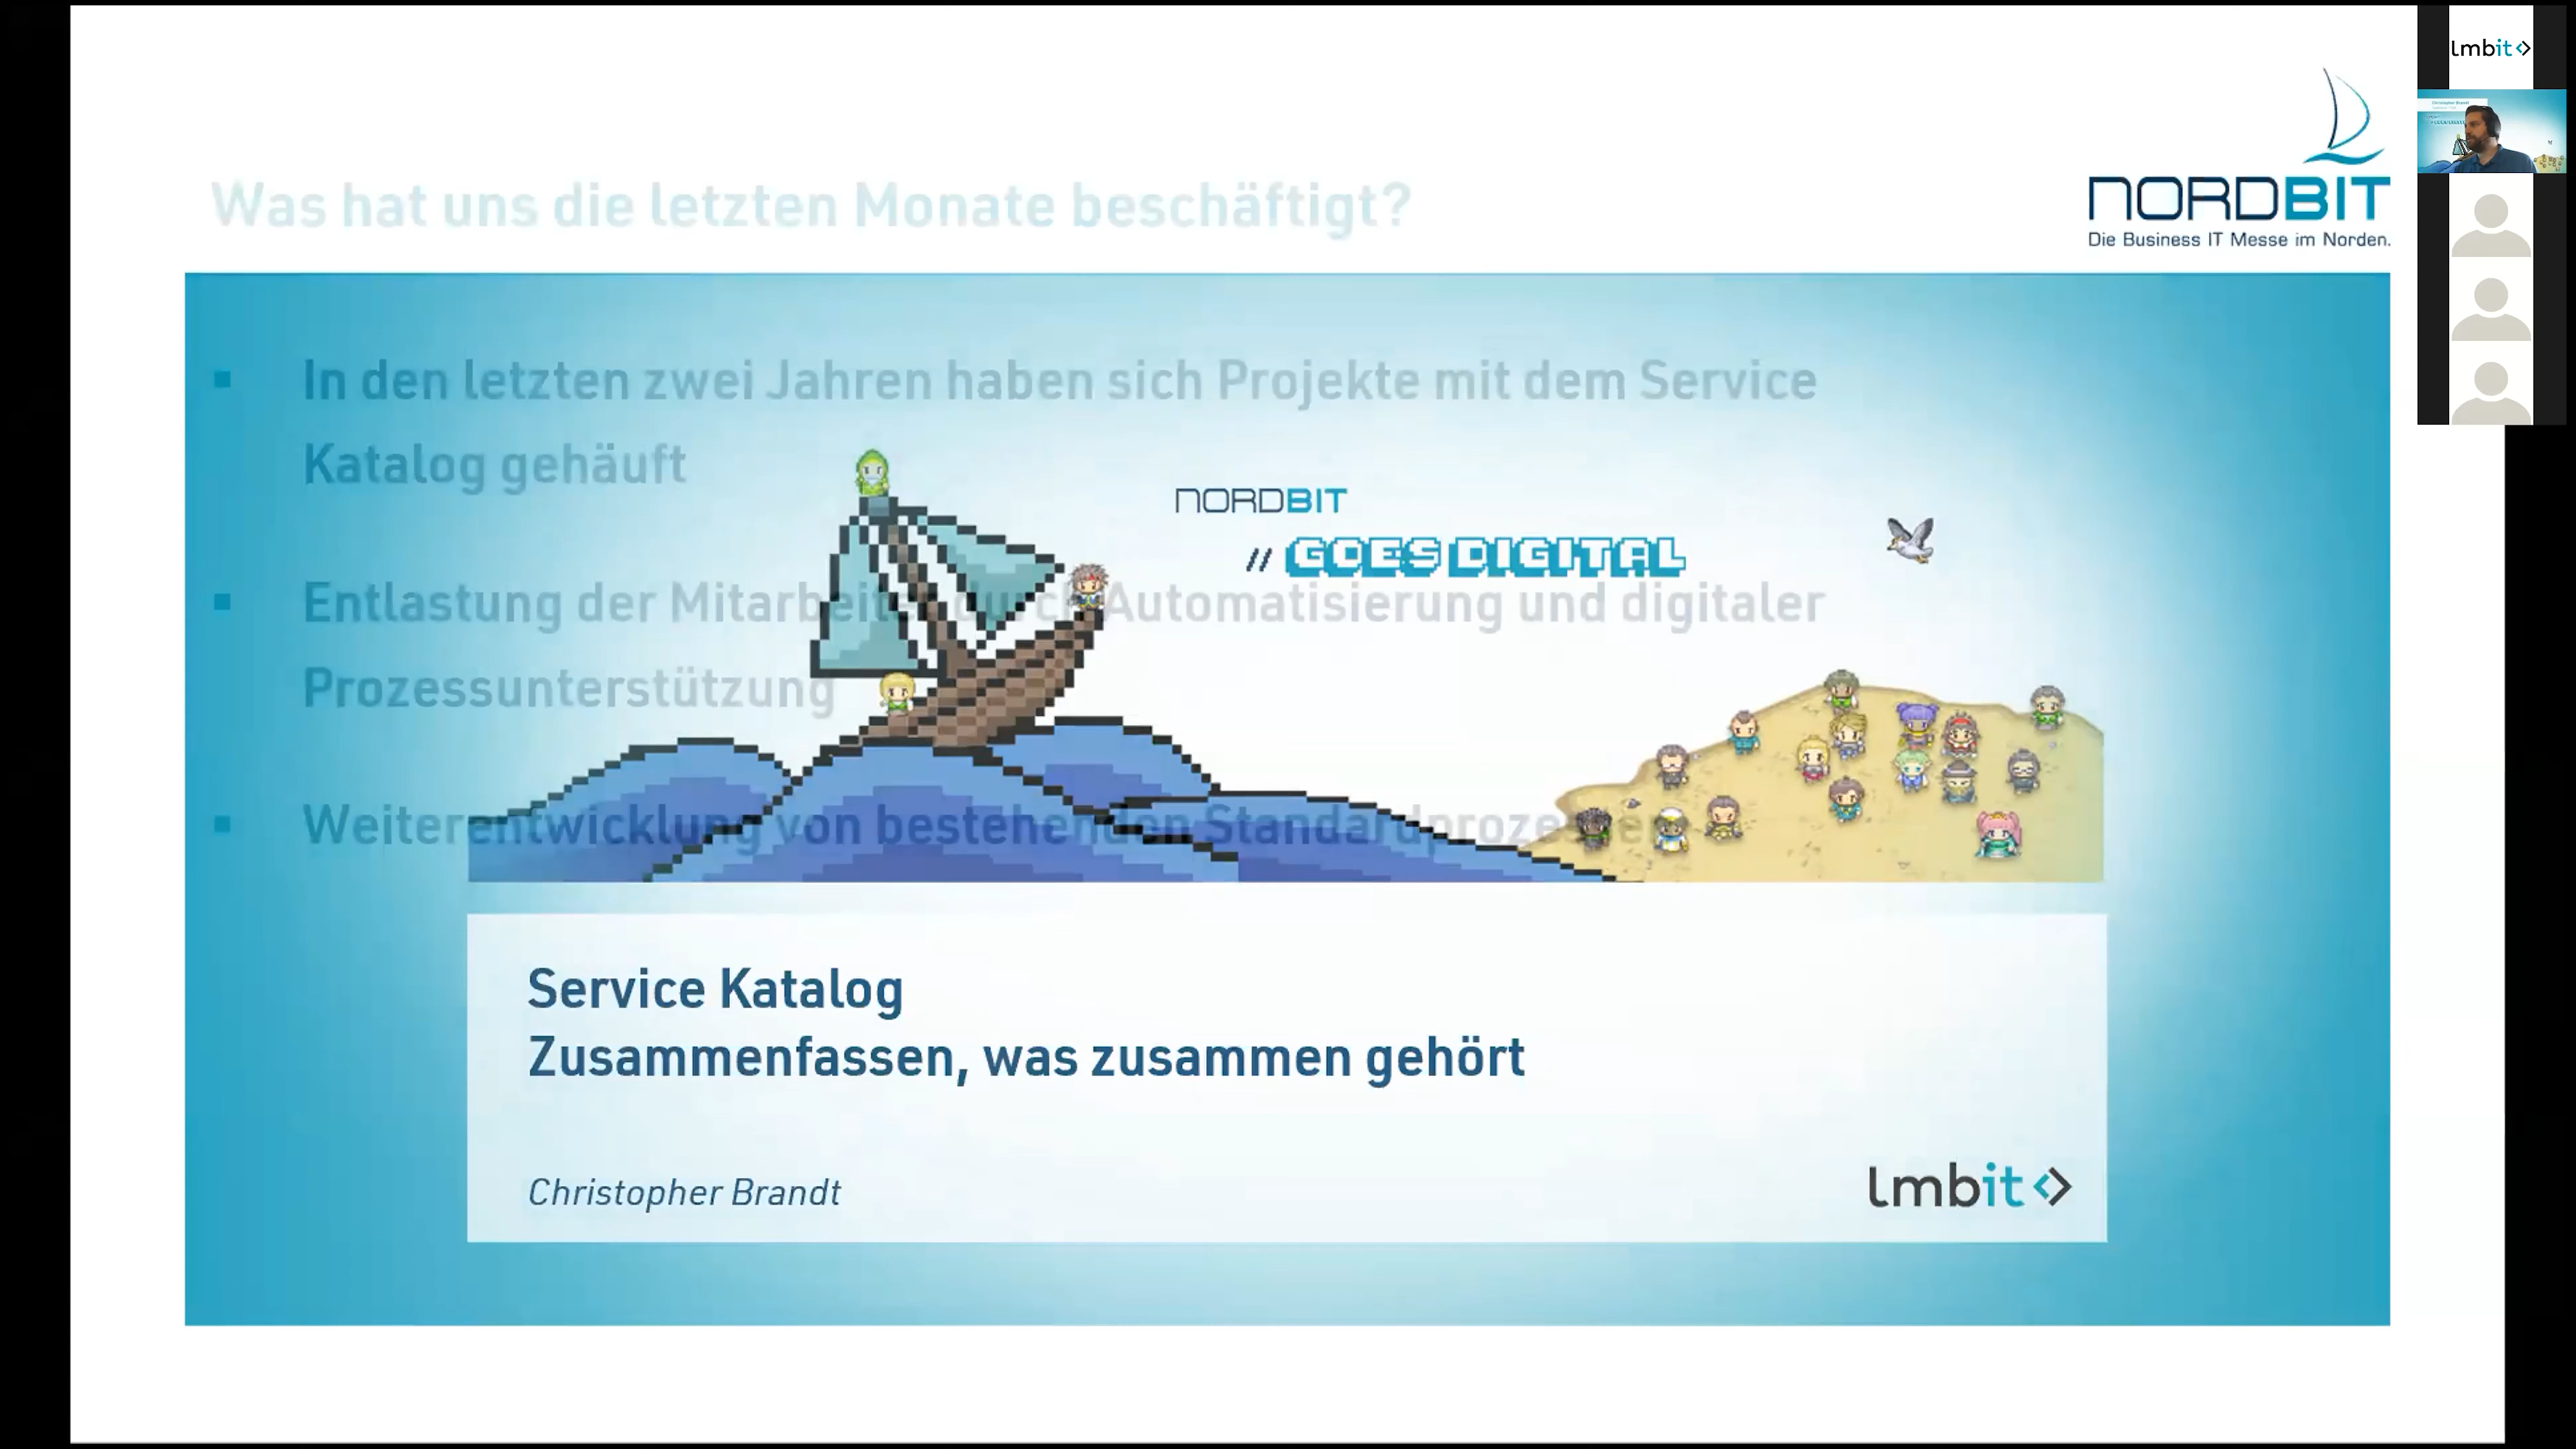 lmbit
Was hat uns die letzten Monate beschäftigt?
NORDBIT
Die Business IT Messe im Norden.
In den letzten zwei Jahren haben sich Projekte mit dem Service
Katalog gehäuft
NORDBIT
// GOES DIGITAL
Entlastung der Mitarbeiter durch Automatisierung und digitaler
Prozessunterstützung
Weiterentwicklung von bestehenden Standardprozessen
Service Katalog
Zusammenfassen, was zusammen gehört
Christopher Brandt
lmbit